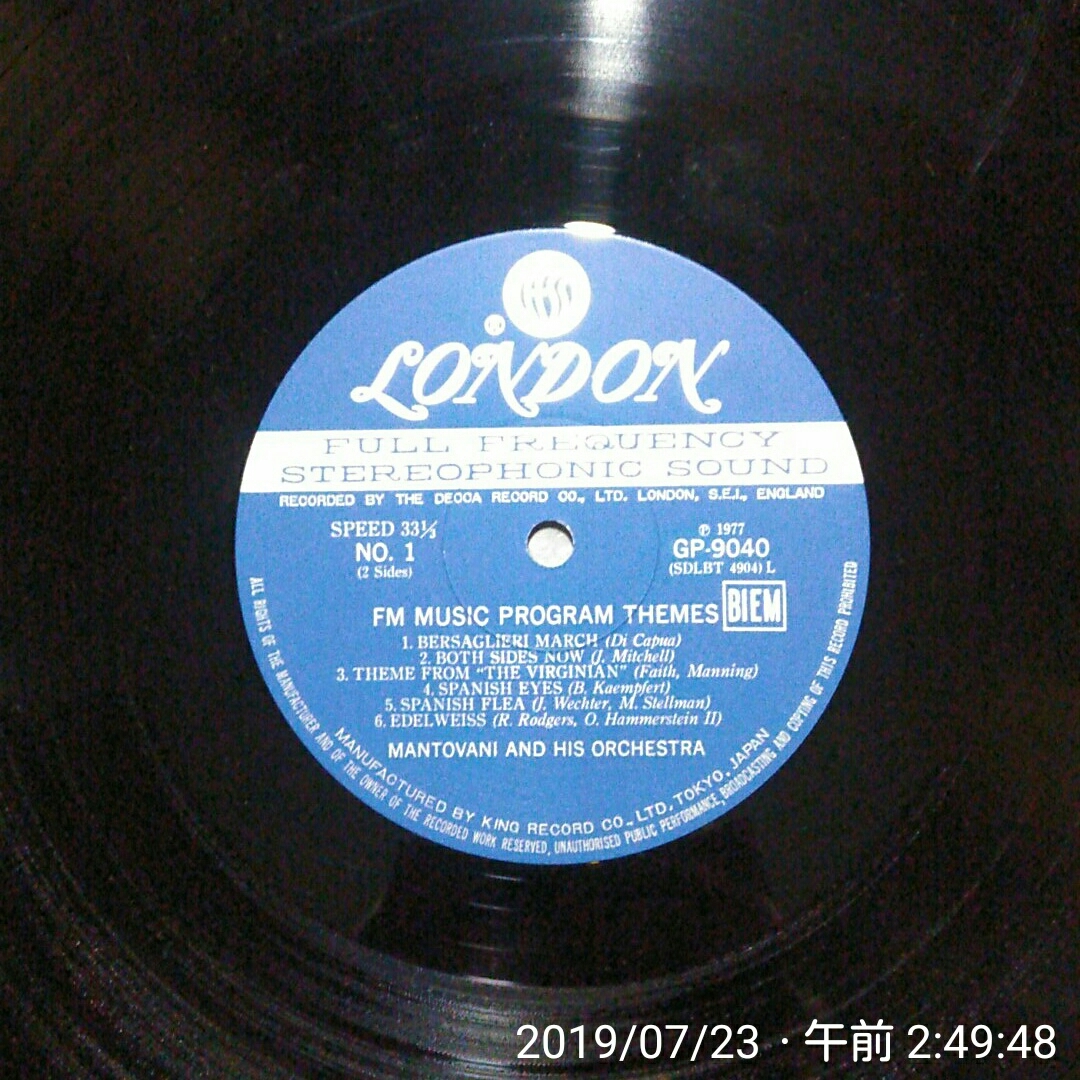 ffss
®
LONDON
FULL FREQUENCY
STEREOPHONIC SOUND
RECORDED BY THE DECCA RECORD CO., LTD. LONDON, S.E.I., ENGLAND
SPEED 33⅓
NO. 1
(2 Sides)
℗ 1977
GP-9040
(SDLBT 4904) L
FM MUSIC PROGRAM THEMES
BIEM
1. BERSAGLIERI MARCH (Di Capua)
2. BOTH SIDES NOW (J. Mitchell)
3. THEME FROM "THE VIRGINIAN" (Faith, Manning)
4. SPANISH EYES (B. Kaempfert)
5. SPANISH FLEA (J. Wechter, M. Stellman)
6. EDELWEISS (R. Rodgers, O. Hammerstein II)
MANTOVANI AND HIS ORCHESTRA
MANUFACTURED BY KING RECORD CO., LTD. TOKYO. JAPAN
ALL RIGHTS OF THE MANUFACTURER AND OF THE OWNER OF THE RECORDED WORK RESERVED, UNAUTHORISED PUBLIC PERFORMANCE, BROADCASTING AND COPYING OF THIS RECORD PROHIBITED
2019/07/23 · 午前 2:49:48